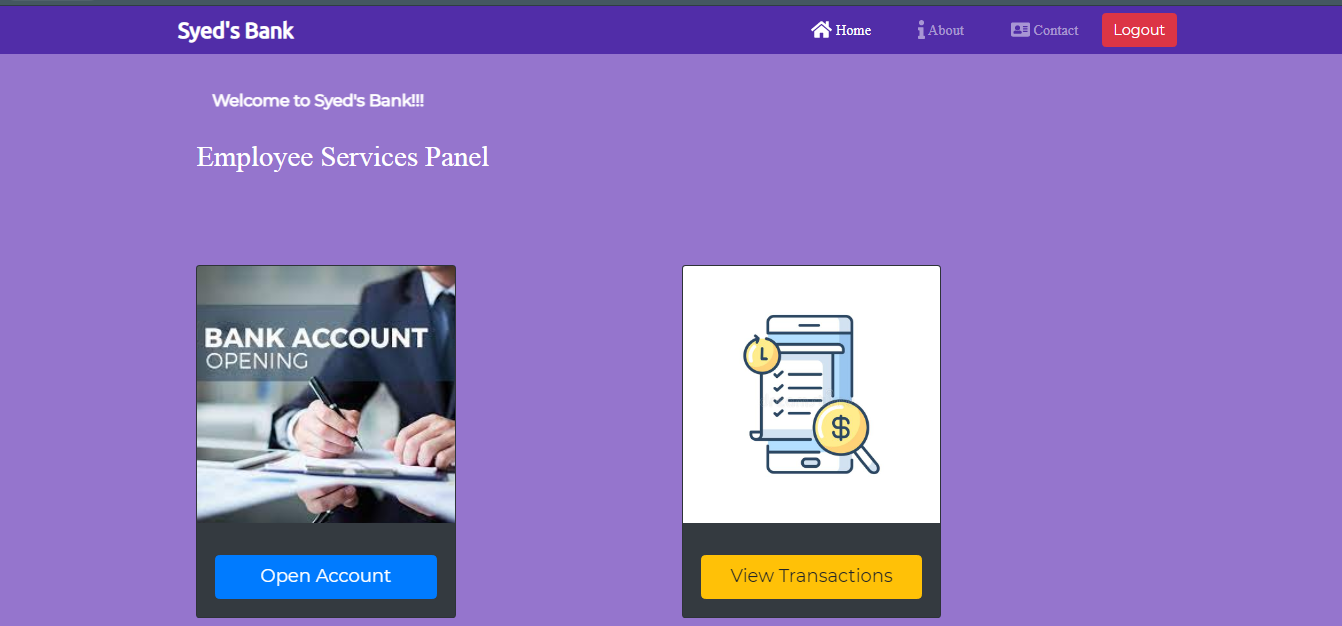 Syed's Bank
Home
About
Contact
Logout
Welcome to Syed's Bank!!!
Employee Services Panel
BANK ACCOUNT
OPENING
L
$
Open Account
View Transactions